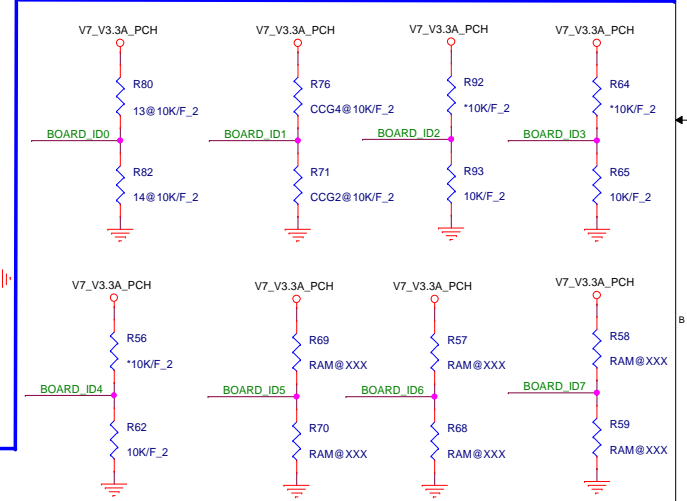 V7_V3.3A_PCH V7_V3.3A_PCH V7_V3.3A_PCH V7_V3.3A_PCH
R80 R76 R92 R64
13@10K/F_2 CCG4@10K/F_2 *10K/F_2 *10K/F_2
BOARD_ID0 BOARD_ID1 BOARD_ID2 BOARD_ID3
R82 R71 R93 R65
14@10K/F_2 CCG2@10K/F_2 10K/F_2 10K/F_2
V7_V3.3A_PCH V7_V3.3A_PCH V7_V3.3A_PCH V7_V3.3A_PCH
B
R56 R69 R57 R58
*10K/F_2 RAM@XXX RAM@XXX RAM@XXX
BOARD_ID4 BOARD_ID5 BOARD_ID6 BOARD_ID7
R62 R70 R68 R59
10K/F_2 RAM@XXX RAM@XXX RAM@XXX